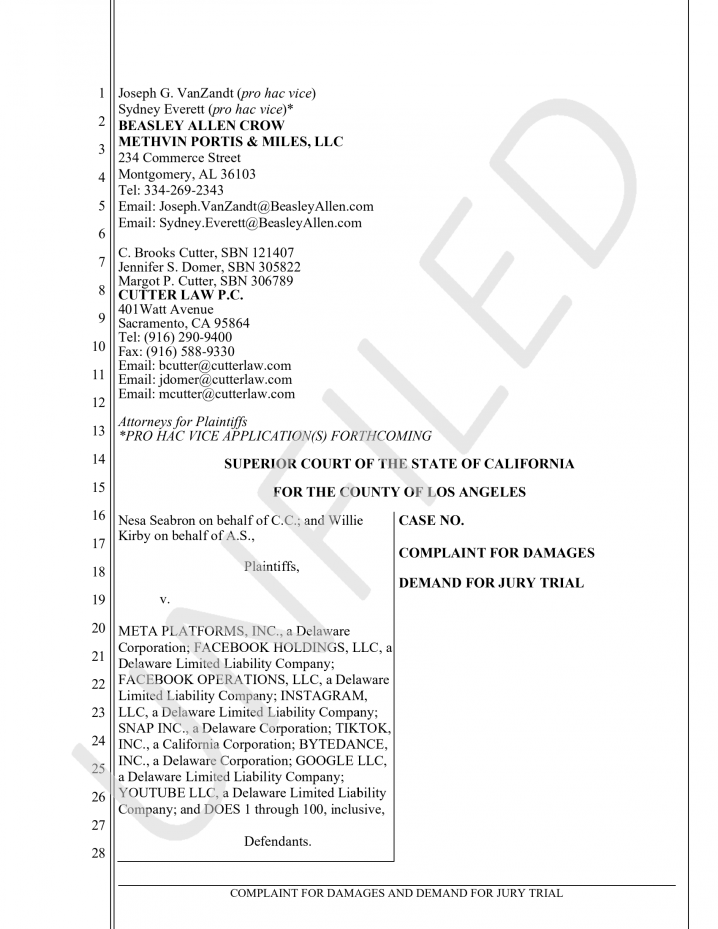 1 Joseph G. VanZandt (pro hac vice)
Sydney Everett (pro hac vice)*
2 BEASLEY ALLEN CROW
3 METHVIN PORTIS & MILES, LLC
234 Commerce Street
4 Montgomery, AL 36103
Tel: 334-269-2343
5 Email: Joseph.VanZandt@BeasleyAllen.com
Email: Sydney.Everett@BeasleyAllen.com
6
7 C. Brooks Cutter, SBN 121407
Jennifer S. Domer, SBN 305822
Margot P. Cutter, SBN 306789
8 CUTTER LAW P.C.
401Watt Avenue
9 Sacramento, CA 95864
Tel: (916) 290-9400
10 Fax: (916) 588-9330
Email: bcutter@cutterlaw.com
11 Email: jdomer@cutterlaw.com
Email: mcutter@cutterlaw.com
12
Attorneys for Plaintiffs
13 *PRO HAC VICE APPLICATION(S) FORTHCOMING
14 SUPERIOR COURT OF THE STATE OF CALIFORNIA
15 FOR THE COUNTY OF LOS ANGELES
16 Nesa Seabron on behalf of C.C.; and Willie
17 Kirby on behalf of A.S.,
18 Plaintiffs,
19 v.
20 META PLATFORMS, INC., a Delaware
21 Corporation; FACEBOOK HOLDINGS, LLC, a
Delaware Limited Liability Company;
22 FACEBOOK OPERATIONS, LLC, a Delaware
Limited Liability Company; INSTAGRAM,
23 LLC, a Delaware Limited Liability Company;
SNAP INC., a Delaware Corporation; TIKTOK,
24 INC., a California Corporation; BYTEDANCE,
INC., a Delaware Corporation; GOOGLE LLC,
25 a Delaware Limited Liability Company;
26 YOUTUBE LLC, a Delaware Limited Liability
Company; and DOES 1 through 100, inclusive,
27
Defendants.
28
CASE NO.
COMPLAINT FOR DAMAGES
DEMAND FOR JURY TRIAL
COMPLAINT FOR DAMAGES AND DEMAND FOR JURY TRIAL
UNFILED